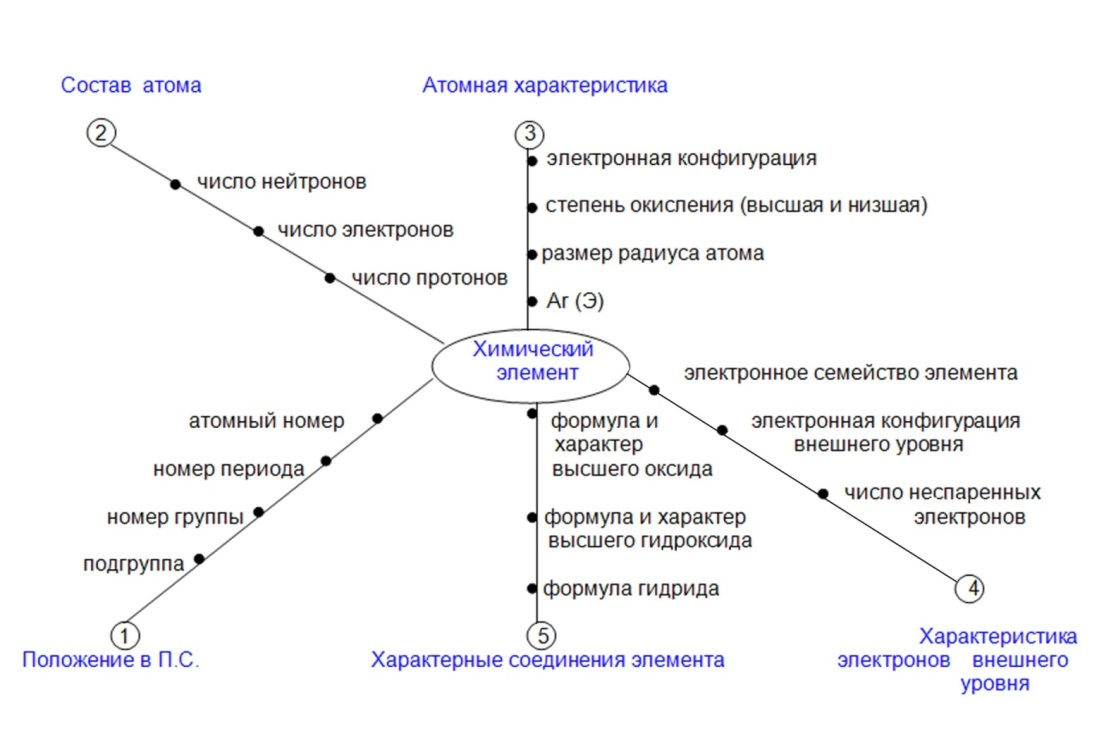 Состав атома
2
число нейтронов
число электронов
число протонов
Атомная характеристика
3
электронная конфигурация
степень окисления (высшая и низшая)
размер радиуса атома
Ar (Э)
Химический
элемент
атомный номер
номер периода
номер группы
подгруппа
1
Положение в П.С.
формула и
характер
высшего оксида
формула и характер
высшего гидроксида
формула гидрида
5
Характерные соединения элемента
электронное семейство элемента
электронная конфигурация
внешнего уровня
число неспаренных
электронов
4
Характеристика
электронов внешнего
уровня